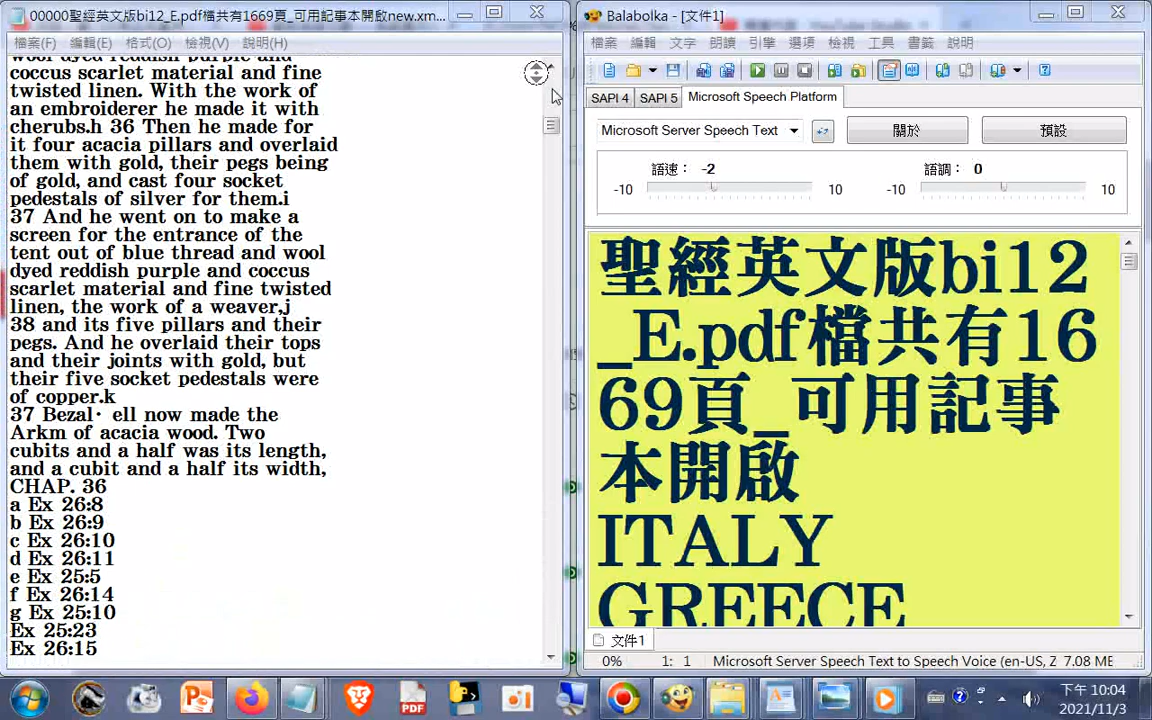 00000聖經英文版bi12_E.pdf檔共有1669頁_可用記事本開啟new.xm...
檔案(F) 編輯(E) 格式(O) 檢視(V) 說明(H)
wool dyed reddish purple and
coccus scarlet material and fine
twisted linen. With the work of
an embroiderer he made it with
cherubs.h 36 Then he made for
it four acacia pillars and overlaid
them with gold, their pegs being
of gold, and cast four socket
pedestals of silver for them.i
37 And he went on to make a
screen for the entrance of the
tent out of blue thread and wool
dyed reddish purple and coccus
scarlet material and fine twisted
linen, the work of a weaver,j
38 and its five pillars and their
pegs. And he overlaid their tops
and their joints with gold, but
their five socket pedestals were
of copper.k
37 Bezal· ell now made the
Arkm of acacia wood. Two
cubits and a half was its length,
and a cubit and a half its width,
CHAP. 36
a Ex 26:8
b Ex 26:9
c Ex 26:10
d Ex 26:11
e Ex 25:5
f Ex 26:14
g Ex 25:10
Ex 25:23
Ex 26:15
Balabolka - [文件1]
檔案 編輯 文字 朗讀 引擎 選項 檢視 工具 書籤 說明
SAPI 4 SAPI 5 Microsoft Speech Platform
Microsoft Server Speech Text 關於 預設
語速: -2 語調: 0
-10 10 -10 10
聖經英文版bi12
_E.pdf檔共有16
69頁_可用記事
本開啟
ITALY
GREECE
文件1
0% 1: 1 Microsoft Server Speech Text to Speech Voice (en-US, Z 7.08 ME
下午 10:04
2021/11/3